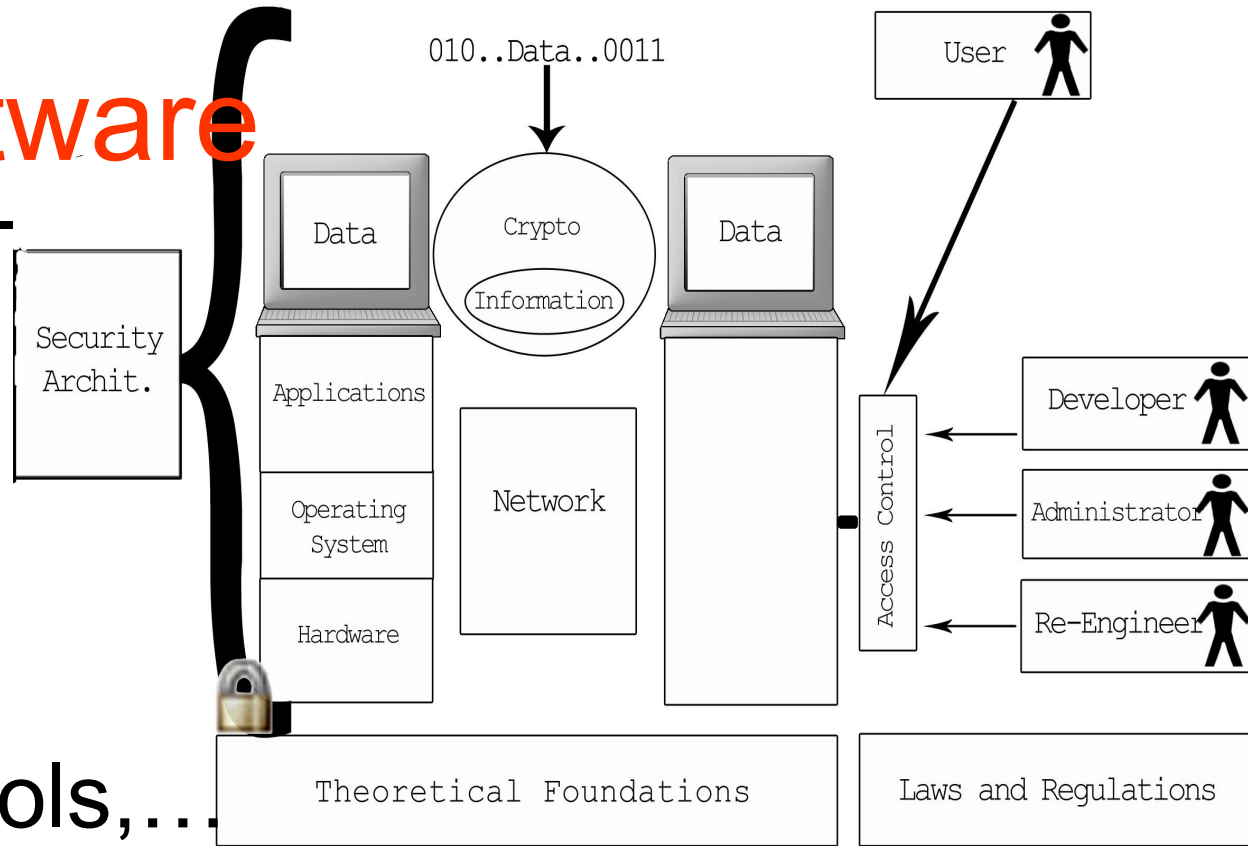 010..Data..0011
User
tware
Data
Crypto
Information
Data
Security
Archit.
Applications
Operating
System
Hardware
Network
Access Control
Developer
Administrator
Re-Engineer
Theoretical Foundations
Laws and Regulations
ols,...